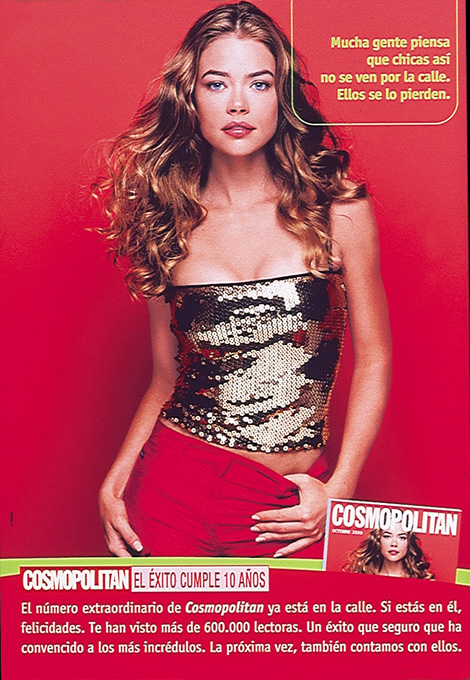 Mucha gente piensa
que chicas así
no se ven por la calle.
Ellos se lo pierden.
COSMOPOLITAN
OCTUBRE 2000
COSMOPOLITAN EL ÉXITO CUMPLE 10 AÑOS
El número extraordinario de Cosmopolitan ya está en la calle. Si estás en él,
felicidades. Te han visto más de 600.000 lectoras. Un éxito que seguro que ha
convencido a los más incrédulos. La próxima vez, también contamos con ellos.